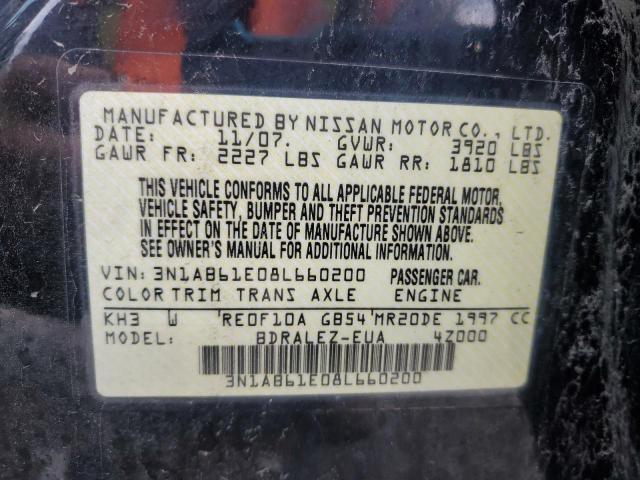 MANUFACTURED BY NISSAN MOTOR CO., LTD.
DATE: 11/07. GVWR: 3920 LBS
GAWR FR: 2227 LBS GAWR RR: 1810 LBS
THIS VEHICLE CONFORMS TO ALL APPLICABLE FEDERAL MOTOR
VEHICLE SAFETY, BUMPER AND THEFT PREVENTION STANDARDS
IN EFFECT ON THE DATE OF MANUFACTURE SHOWN ABOVE.
SEE OWNER'S MANUAL FOR ADDITIONAL INFORMATION.
VIN: 3N1AB61E08L660200 PASSENGER CAR.
COLOR TRIM TRANS AXLE ENGINE
KH3 W RE0F10A GB54 MR20DE 1997 CC
MODEL: BDRALEZ-EUA 4Z000
3N1AB61E08L660200